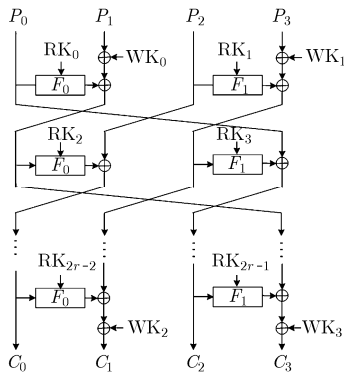 P₀ P₁ P₂ P₃
WK₀ WK₁
RK₀ RK₁
F₀ F₁
RK₂ RK₃
F₀ F₁
RK₂ᵣ₋₂ RK₂ᵣ₋₁
F₀ F₁
WK₂ WK₃
C₀ C₁ C₂ C₃